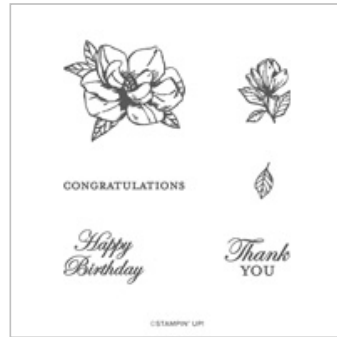 CONGRATULATIONS
Happy
Birthday
Thank
YOU
©STAMPIN' UP!